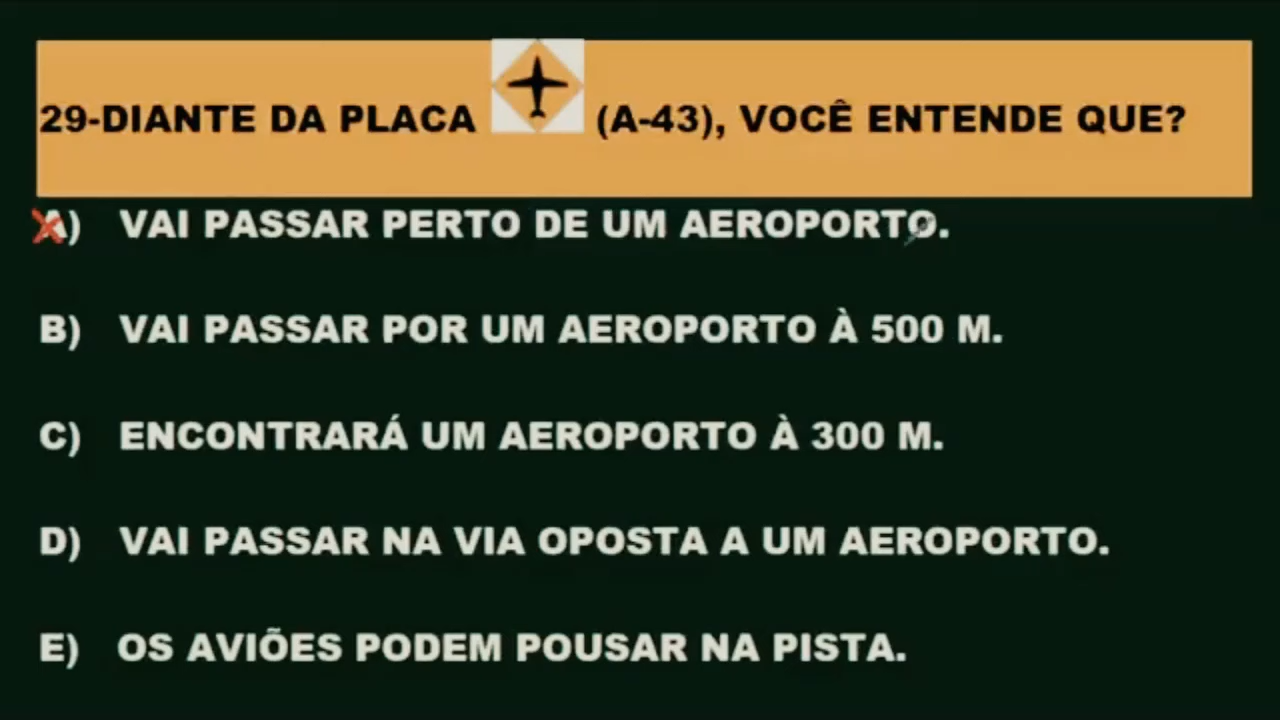 29-DIANTE DA PLACA (A-43), VOCÊ ENTENDE QUE?
A) VAI PASSAR PERTO DE UM AEROPORTO.
B) VAI PASSAR POR UM AEROPORTO À 500 M.
C) ENCONTRARÁ UM AEROPORTO À 300 M.
D) VAI PASSAR NA VIA OPOSTA A UM AEROPORTO.
E) OS AVIÕES PODEM POUSAR NA PISTA.